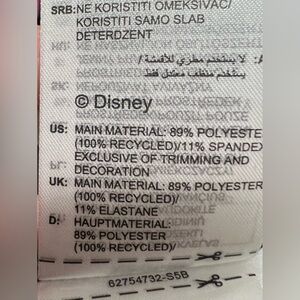 SRB:NE KORISTITI OMEKSIVAC/
KORISTITI SAMO SLAB
DETERDZENT
لا يستعمل مطري للأقمشة /
يستخدم منظف معتدل فقط
© Disney
US: MAIN MATERIAL: 89% POLYESTE
(100% RECYCLED)/11% SPANDEX
EXCLUSIVE OF TRIMMING AND
DECORATION
UK: MAIN MATERIAL: 89% POLYESTER
(100% RECYCLED)/
11% ELASTANE
D: HAUPTMATERIAL:
89% POLYESTER
(100% RECYCLED)/
62754732-S5B